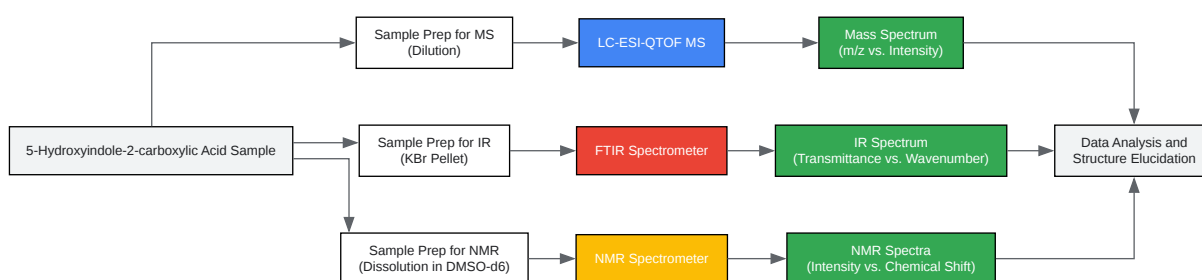 Sample Prep for MS
(Dilution)
LC-ESI-QTOF MS
Mass Spectrum
(m/z vs. Intensity)
5-Hydroxyindole-2-carboxylic Acid Sample
Sample Prep for IR
(KBr Pellet)
FTIR Spectrometer
IR Spectrum
(Transmittance vs. Wavenumber)
Data Analysis and
Structure Elucidation
Sample Prep for NMR
(Dissolution in DMSO-d6)
NMR Spectrometer
NMR Spectra
(Intensity vs. Chemical Shift)